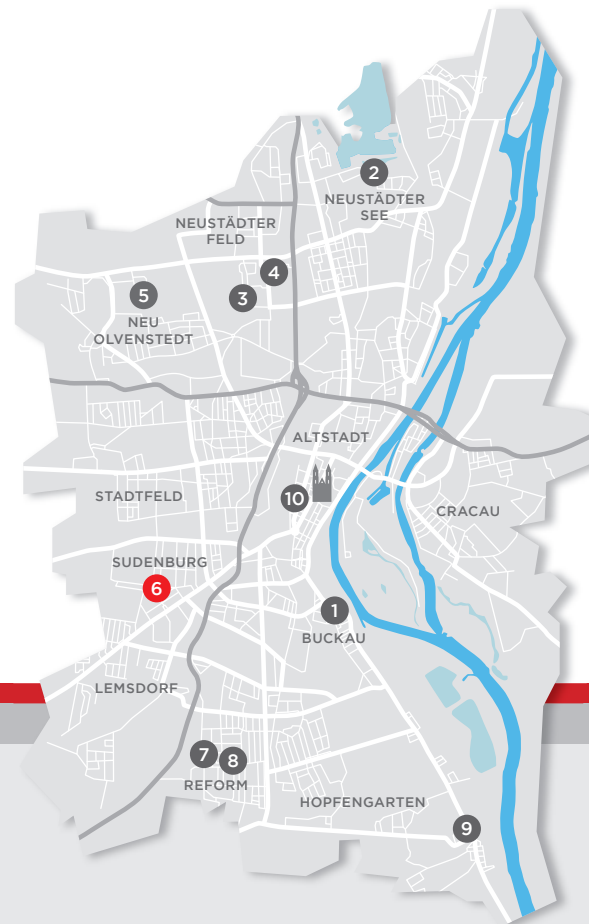 2
NEUSTÄDTER
SEE
NEUSTÄDTER
FELD
4
3
5
NEU
OLVENSTEDT
ALTSTADT
STADTFELD
10
CRACAU
SUDENBURG
6
1
BUCKAU
LEMSDORF
7
8
REFORM
HOPFENGARTEN
9